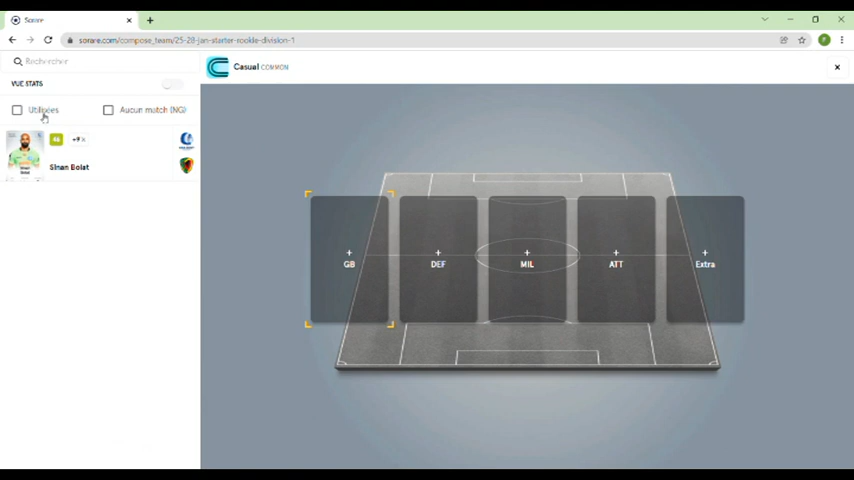 Sorare
sorare.com/compose_team/25-28-jan-starter-rookie-division-1
Rechercher
Casual COMMON
VUE STATS
Utilisées
Aucun match (NG)
46
Sinan Bolat
GB
DEF
MIL
ATT
Extra